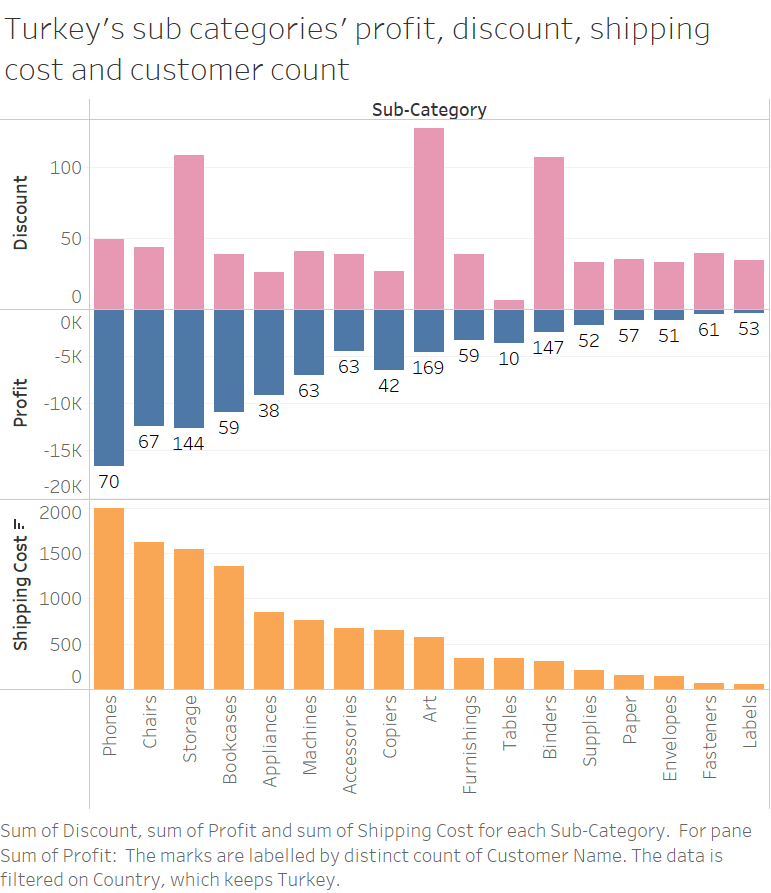 Turkey's sub categories' profit, discount, shipping
cost and customer count
Sub-Category
Discount
100
50
0
Profit
0K
-5K
-10K
-15K
-20K
70
67
144
59
38
63
63
42
169
59
10
147
52
57
51
61
53
Shipping Cost
2000
1500
1000
500
0
Phones
Chairs
Storage
Bookcases
Appliances
Machines
Accessories
Copiers
Art
Furnishings
Tables
Binders
Supplies
Paper
Envelopes
Fasteners
Labels
Sum of Discount, sum of Profit and sum of Shipping Cost for each Sub-Category.  For pane
Sum of Profit:  The marks are labelled by distinct count of Customer Name. The data is
filtered on Country, which keeps Turkey.